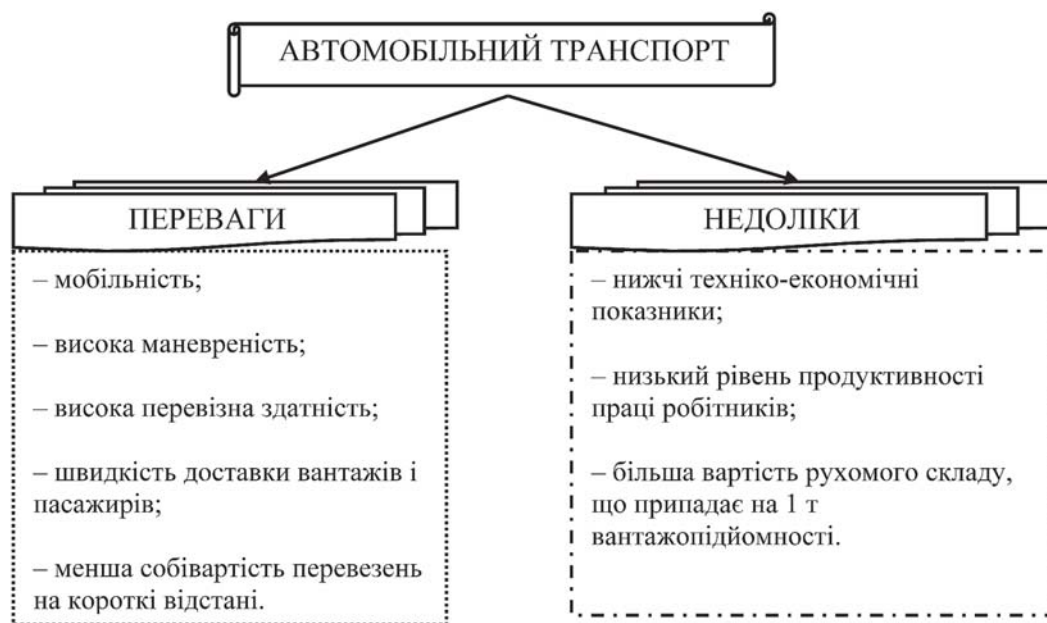 АВТОМОБІЛЬНИЙ ТРАНСПОРТ
ПЕРЕВАГИ
– мобільність;
– висока маневреність;
– висока перевізна здатність;
– швидкість доставки вантажів і
пасажирів;
– менша собівартість перевезень
на короткі відстані.
НЕДОЛІКИ
– нижчі техніко-економічні
показники;
– низький рівень продуктивності
праці робітників;
– більша вартість рухомого складу,
що припадає на 1 т
вантажопідйомності.